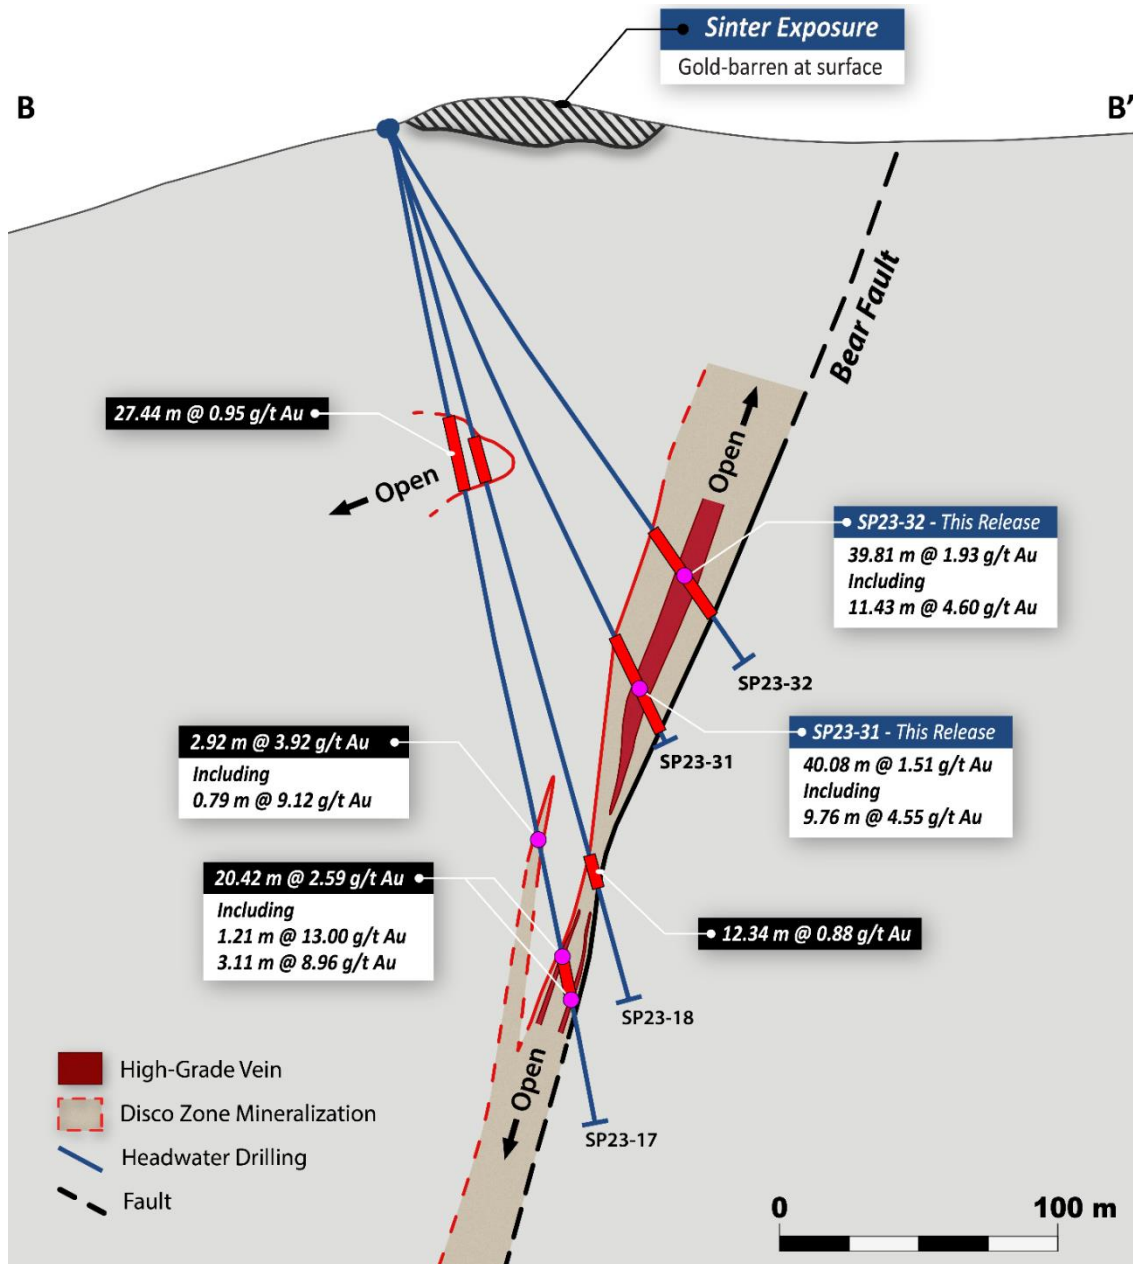 Sinter Exposure
Gold-barren at surface
B
B'
Bear Fault
27.44 m @ 0.95 g/t Au
Open
Open
SP23-32 - This Release
39.81 m @ 1.93 g/t Au
Including
11.43 m @ 4.60 g/t Au
SP23-32
SP23-31 - This Release
40.08 m @ 1.51 g/t Au
Including
9.76 m @ 4.55 g/t Au
SP23-31
2.92 m @ 3.92 g/t Au
Including
0.79 m @ 9.12 g/t Au
20.42 m @ 2.59 g/t Au
Including
1.21 m @ 13.00 g/t Au
3.11 m @ 8.96 g/t Au
12.34 m @ 0.88 g/t Au
SP23-18
Open
SP23-17
High-Grade Vein
Disco Zone Mineralization
Headwater Drilling
Fault
0 100 m